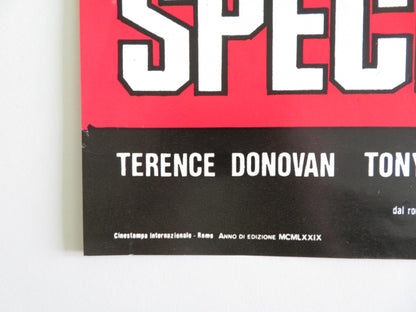 SPEC
TERENCE DONOVAN TONY
dal ro
Cinestampa Internazionale - Roma ANNO DI EDIZIONE MCMLXXIX